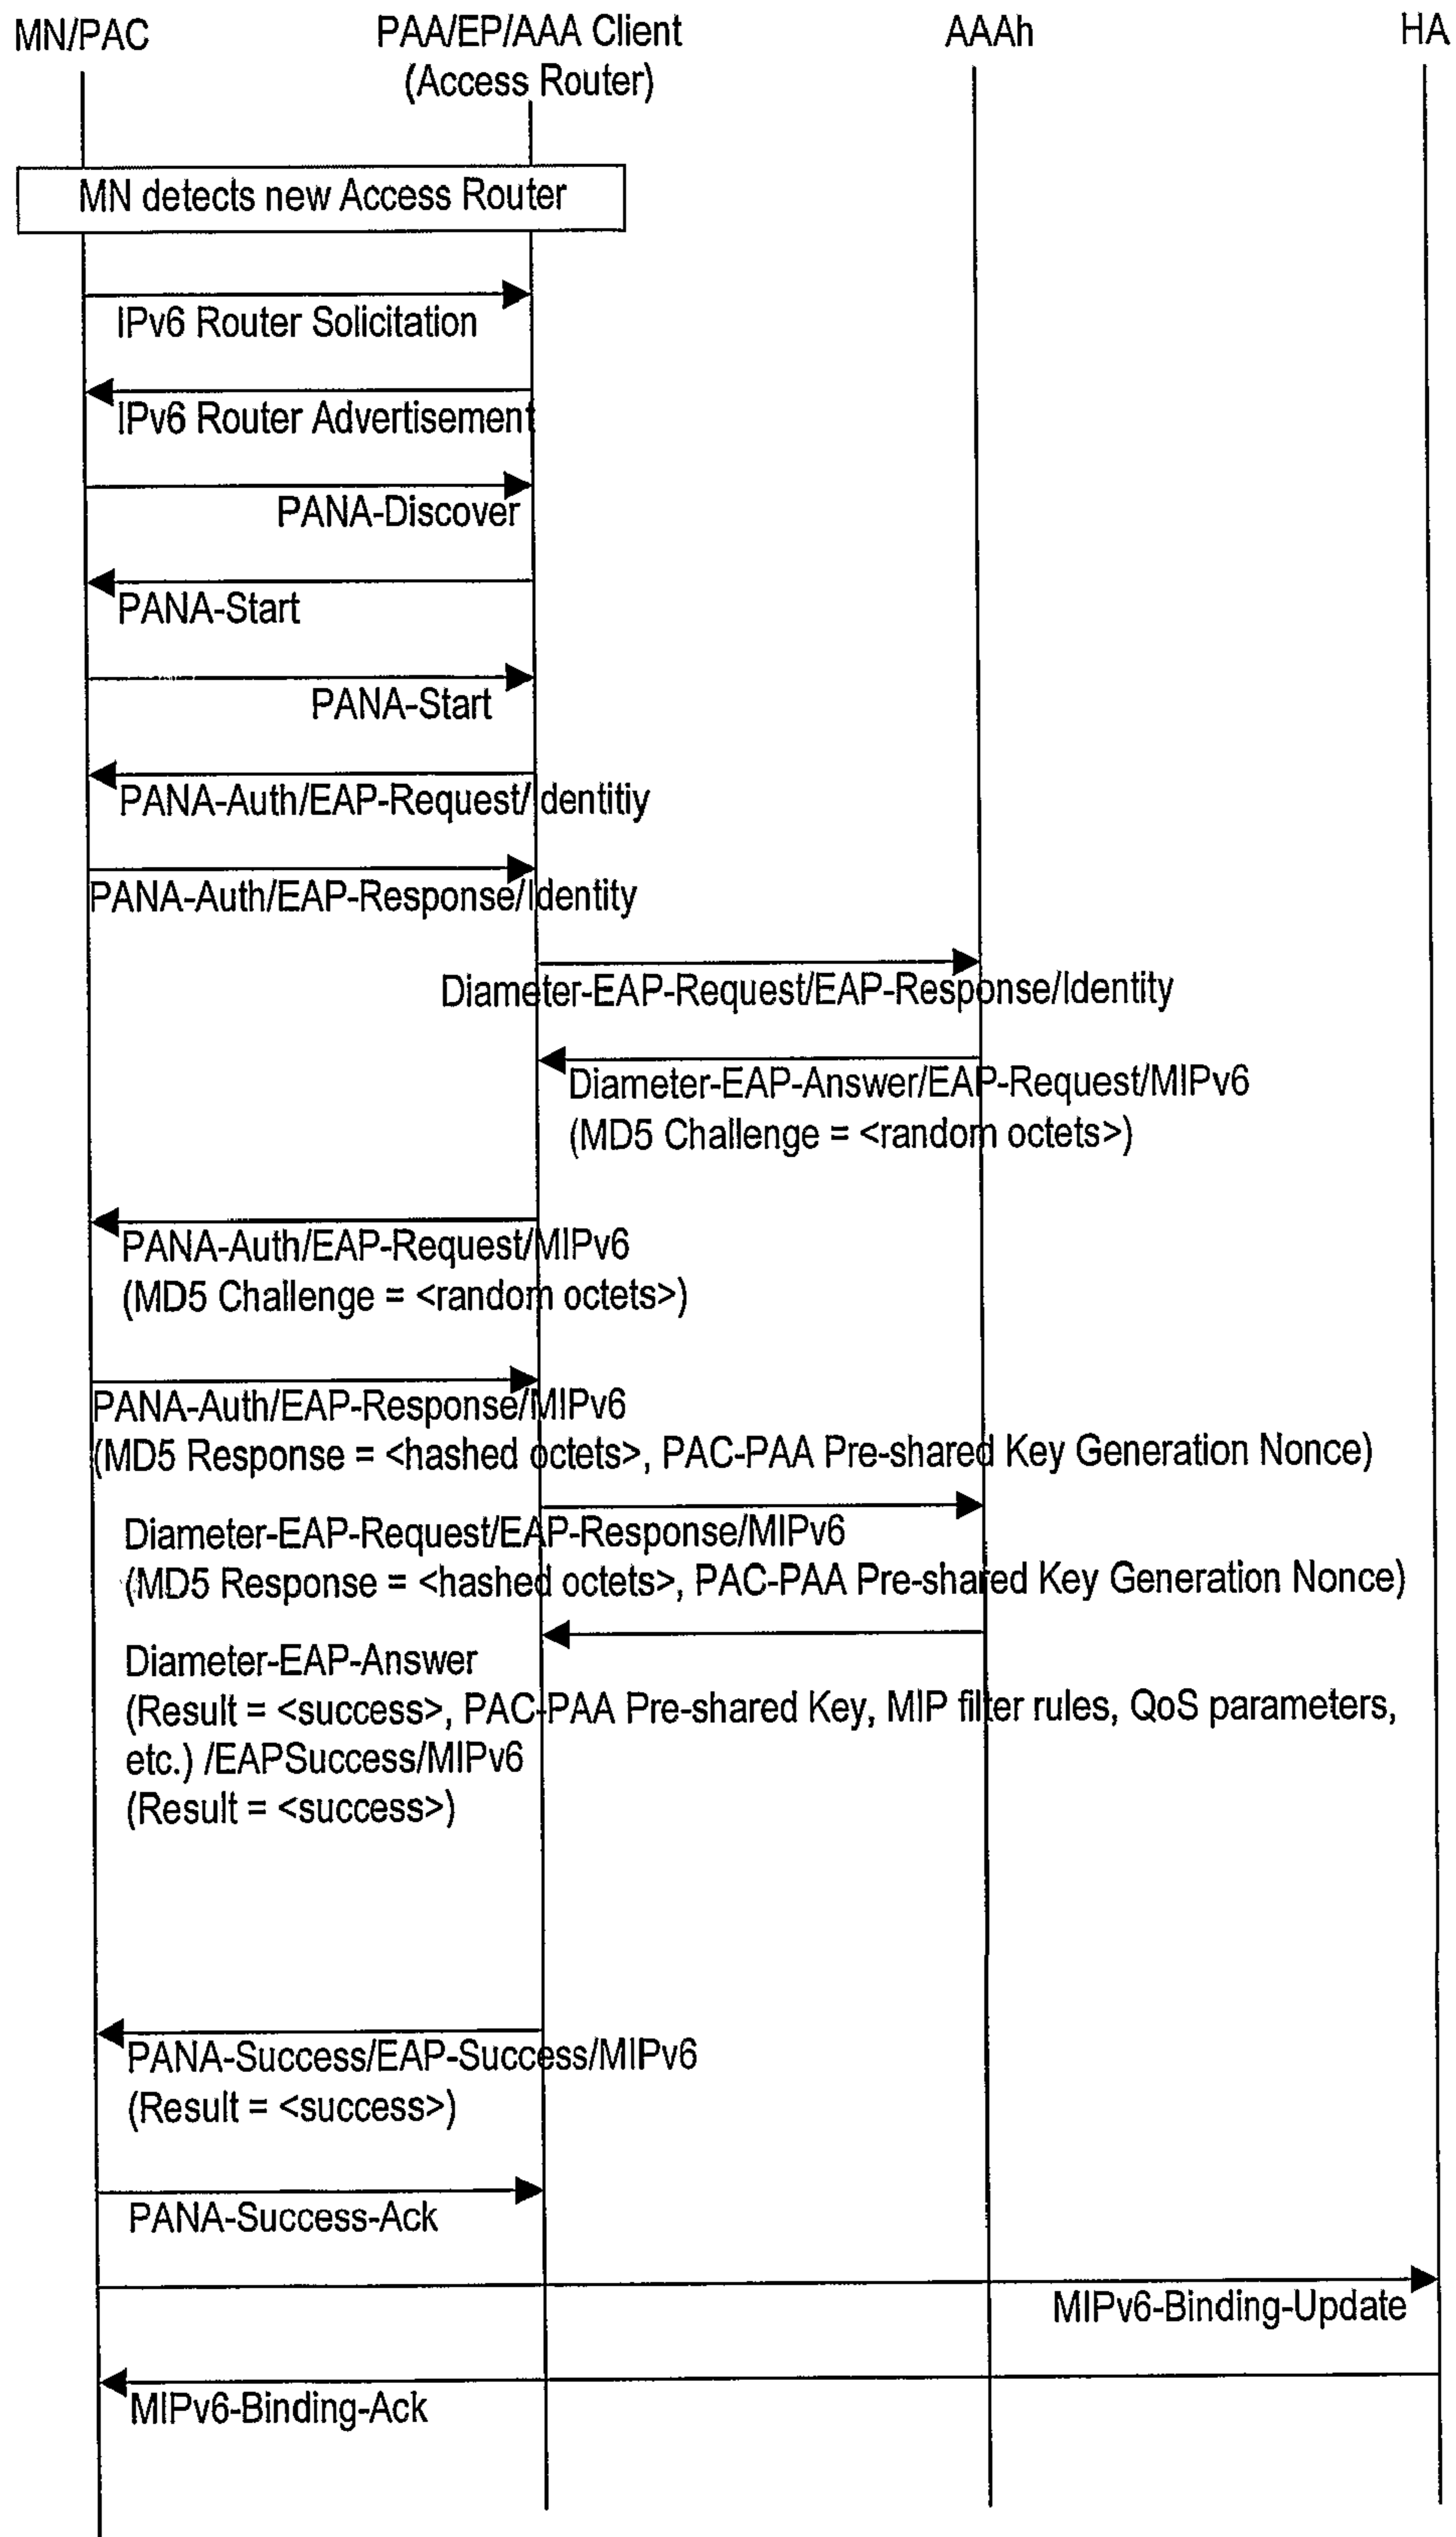 MN/PAC
PAA/EP/AAA Client
(Access Router)
AAAh
HA
MN detects new Access Router
IPv6 Router Solicitation
IPv6 Router Advertisement
PANA-Discover
PANA-Start
PANA-Start
PANA-Auth/EAP-Request/Identitiy
PANA-Auth/EAP-Response/Identity
Diameter-EAP-Request/EAP-Response/Identity
Diameter-EAP-Answer/EAP-Request/MIPv6
(MD5 Challenge = <random octets>)
PANA-Auth/EAP-Request/MIPv6
(MD5 Challenge = <random octets>)
PANA-Auth/EAP-Response/MIPv6
(MD5 Response = <hashed octets>, PAC-PAA Pre-shared Key Generation Nonce)
Diameter-EAP-Request/EAP-Response/MIPv6
(MD5 Response = <hashed octets>, PAC-PAA Pre-shared Key Generation Nonce)
Diameter-EAP-Answer
(Result = <success>, PAC-PAA Pre-shared Key, MIP filter rules, QoS parameters,
etc.) /EAPSuccess/MIPv6
(Result = <success>)
PANA-Success/EAP-Success/MIPv6
(Result = <success>)
PANA-Success-Ack
MIPv6-Binding-Update
MIPv6-Binding-Ack